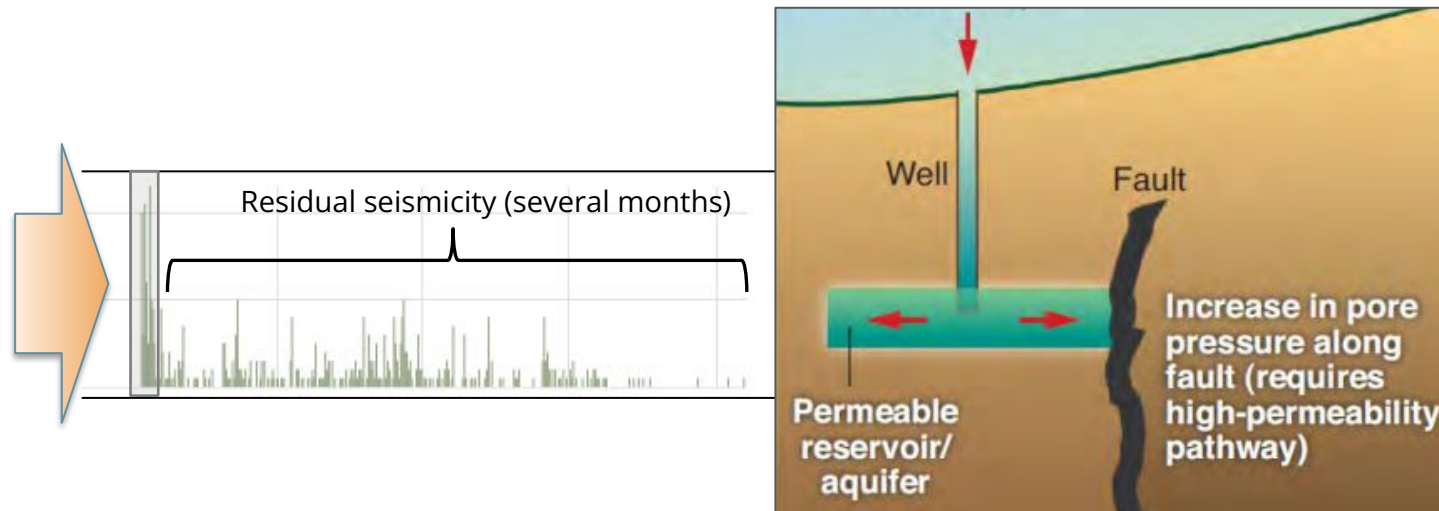 Residual seismicity (several months)
Well
Fault
Increase in pore
pressure along
fault (requires
high-permeability
pathway)
Permeable
reservoir/
aquifer